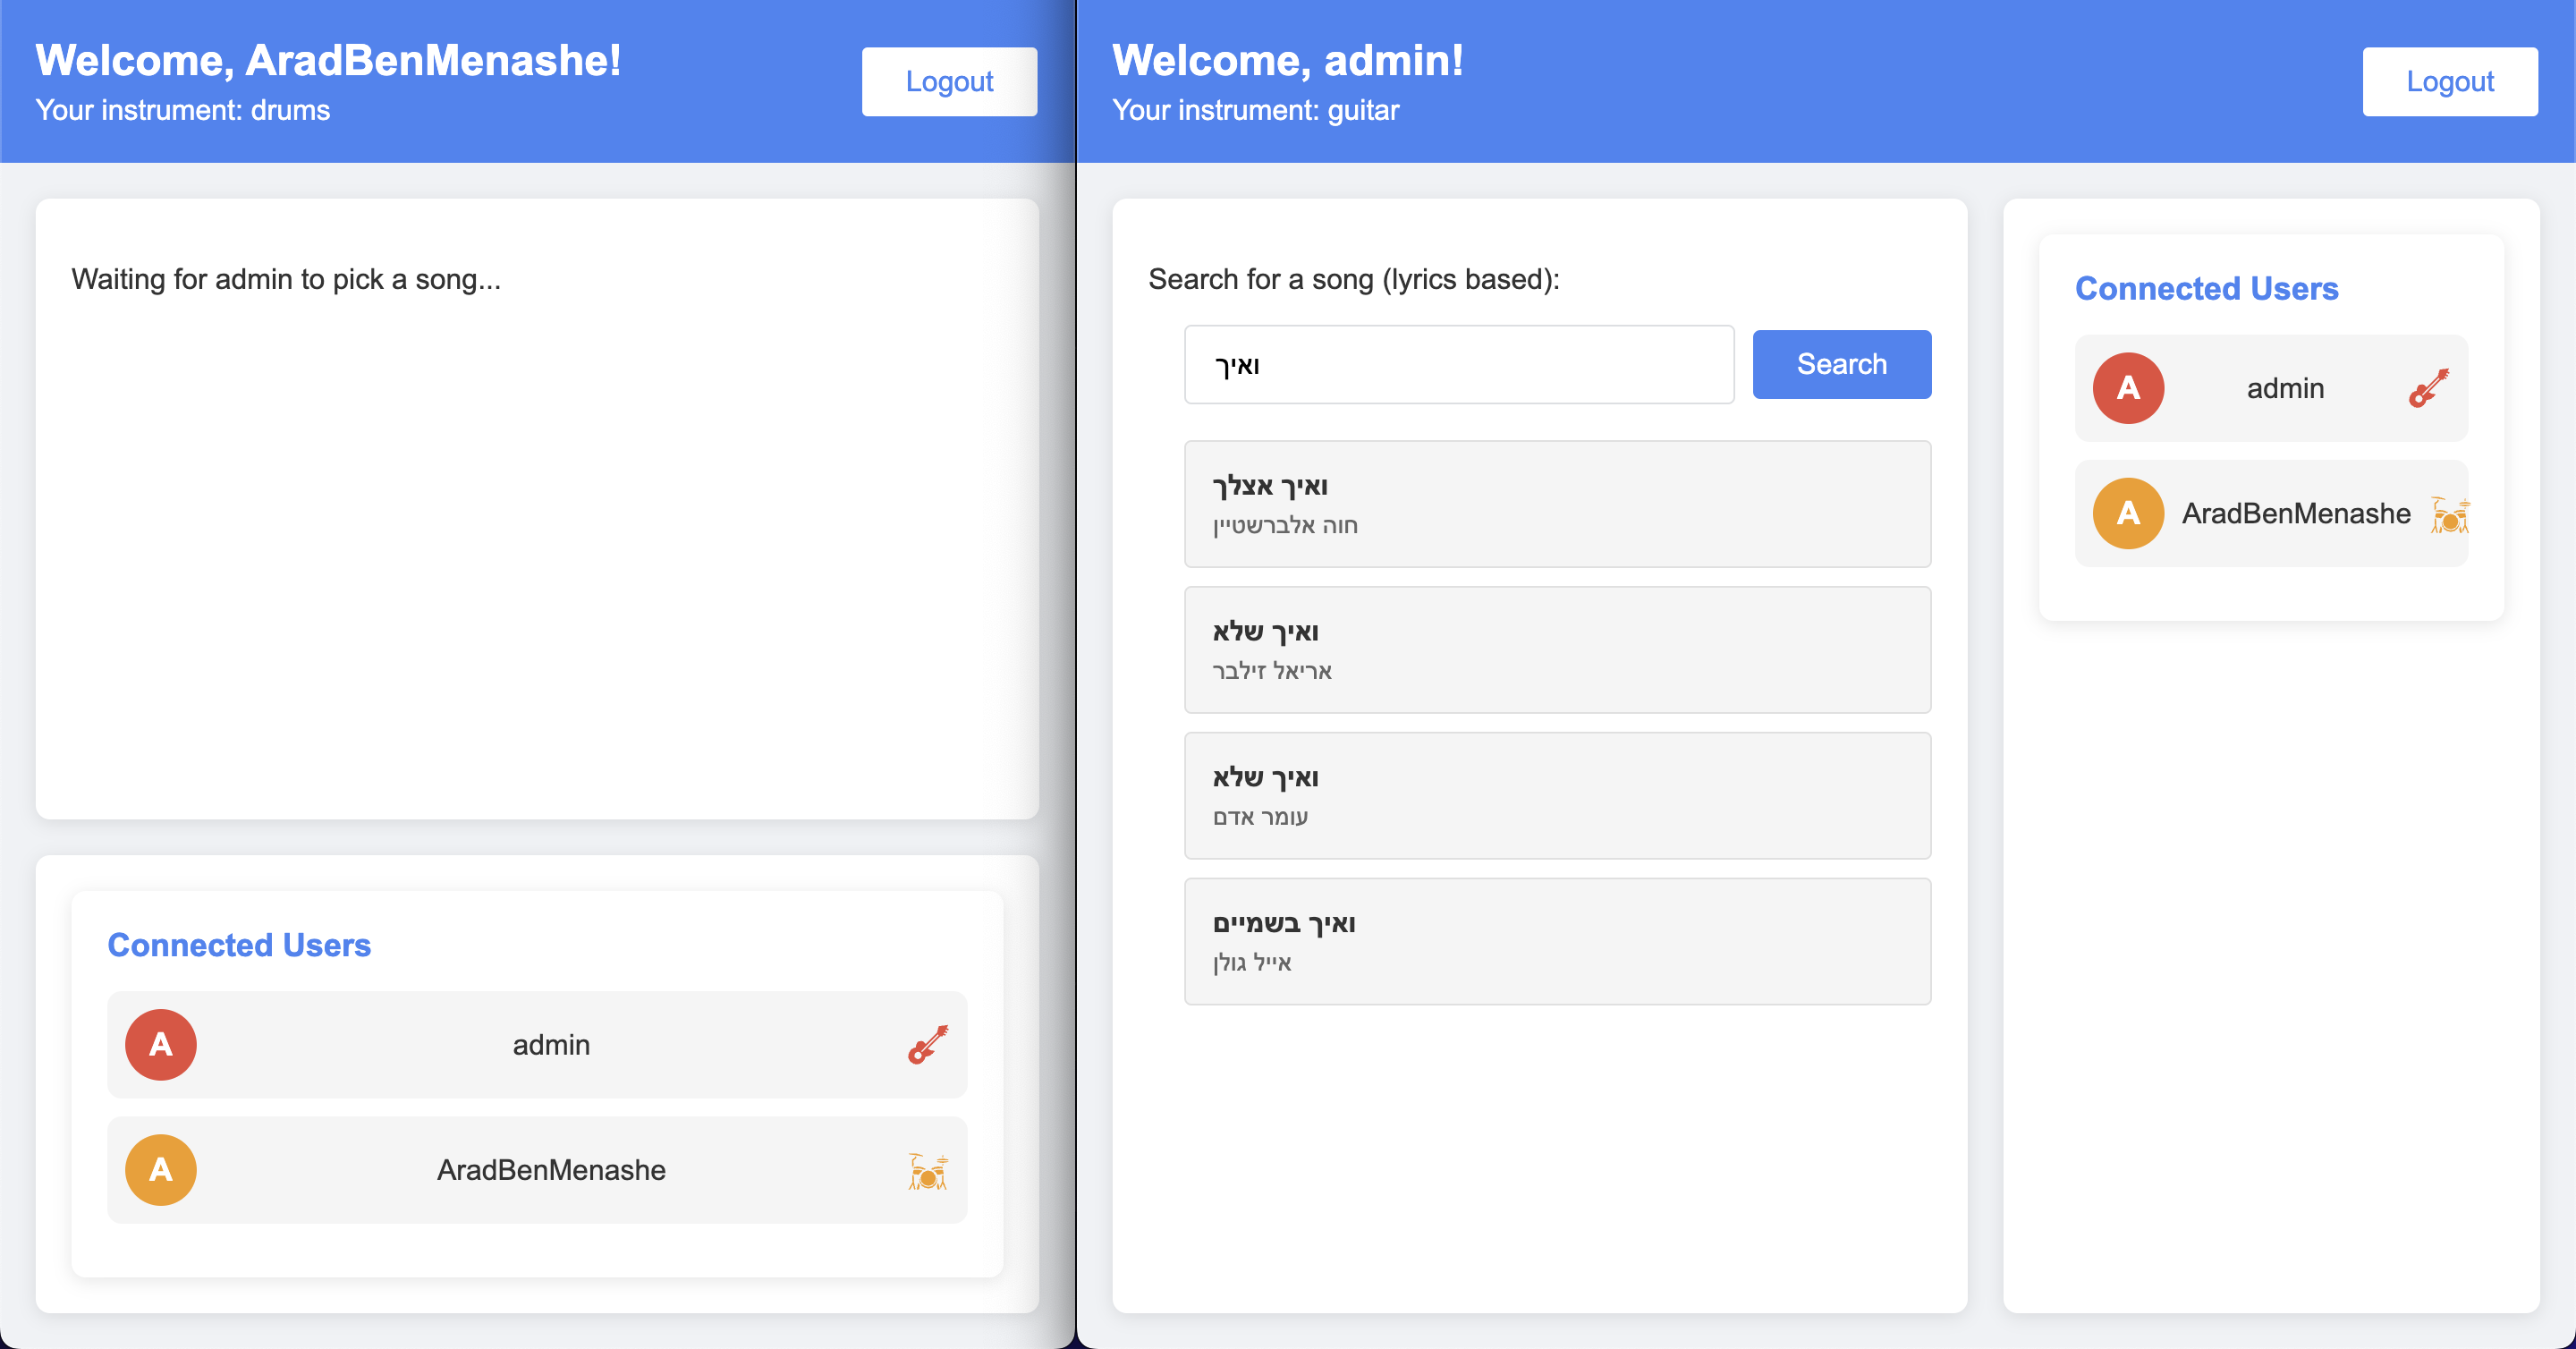 Welcome, AradBenMenashe!
Your instrument: drums
Logout
Waiting for admin to pick a song...
Connected Users
A
admin
A
AradBenMenashe
Welcome, admin!
Your instrument: guitar
Logout
Search for a song (lyrics based):
ואיך
Search
ואיך אצלך
חוה אלברשטיין
ואיך שלא
אריאל זילבר
ואיך שלא
עומר אדם
ואיך בשמיים
אייל גולן
Connected Users
A
admin
A
AradBenMenashe